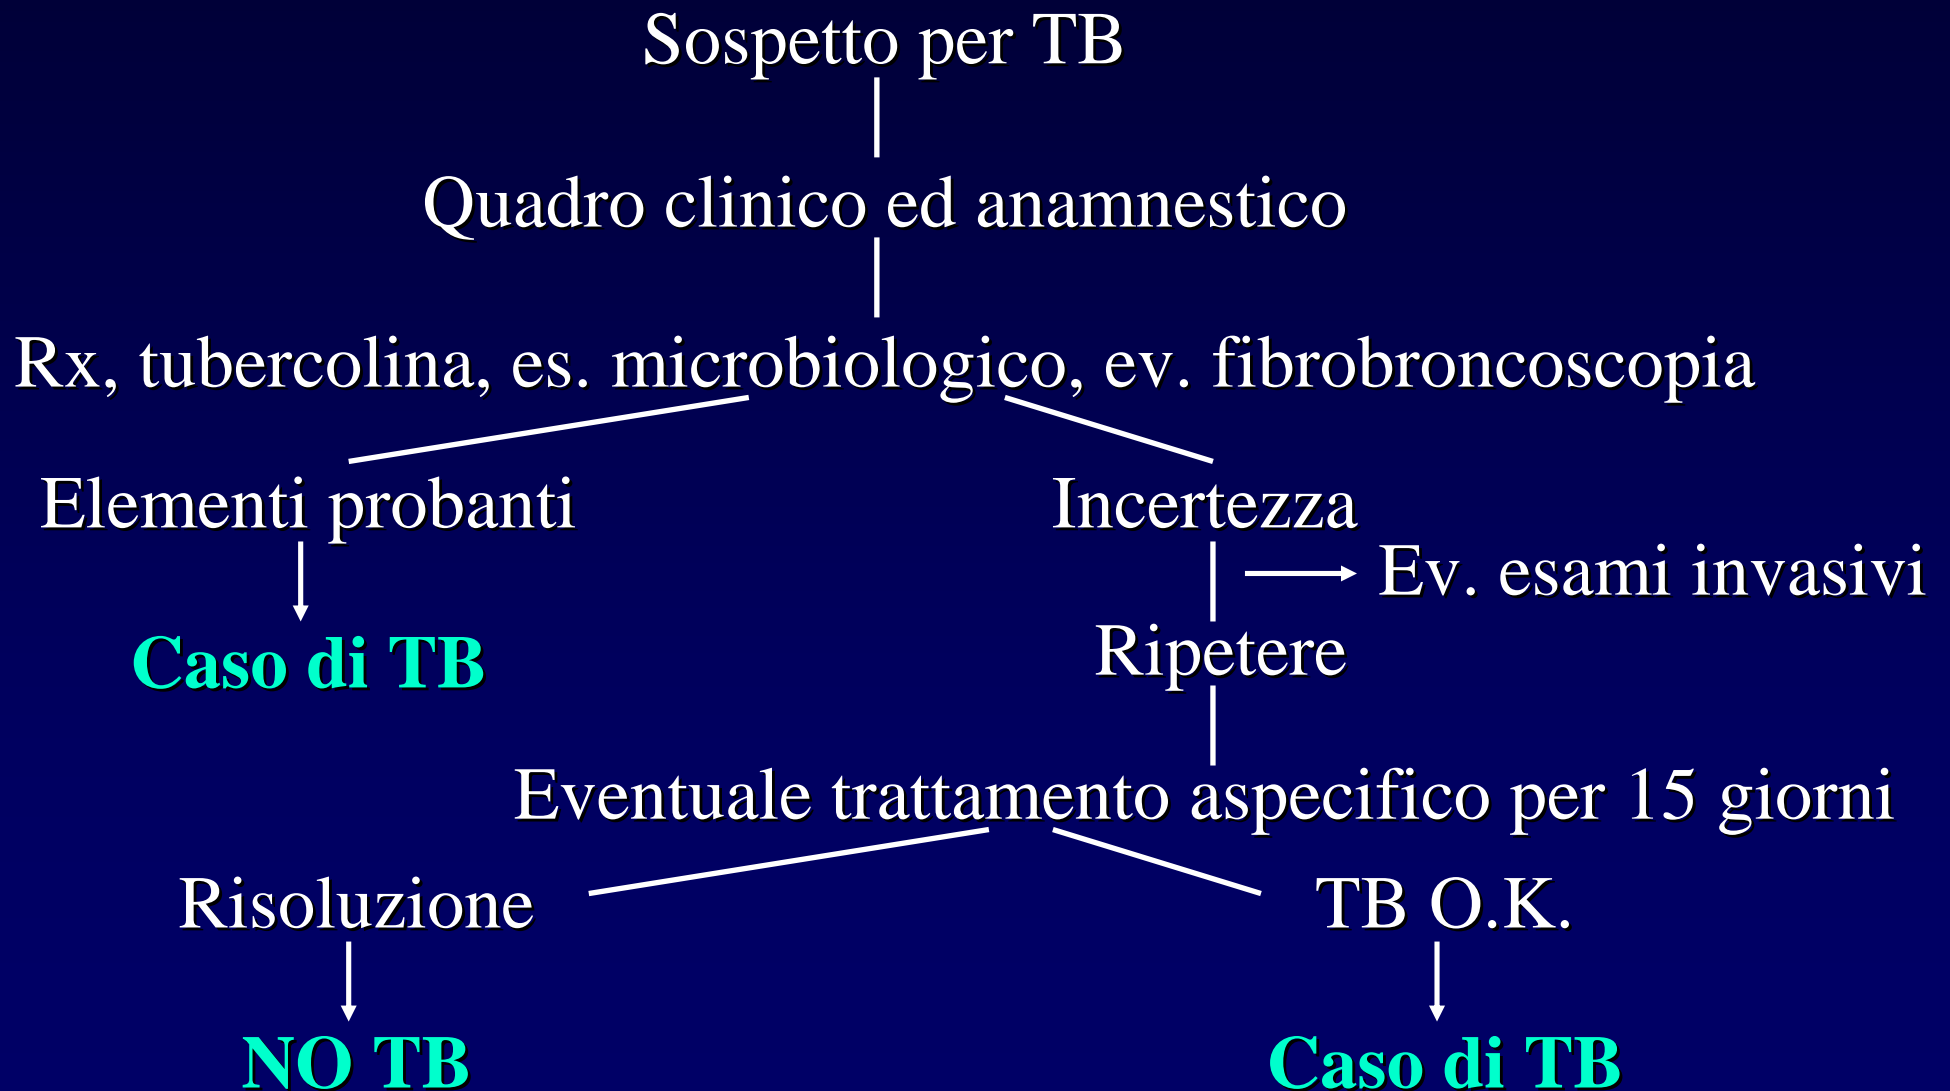 Sospetto per TB
Quadro clinico ed anamnestico
Rx, tubercolina, es. microbiologico, ev. fibrobroncoscopia
Elementi probanti
Incertezza
Ev. esami invasivi
Caso di TB
Ripetere
Eventuale trattamento aspecifico per 15 giorni
Risoluzione
TB O.K.
NO TB
Caso di TB